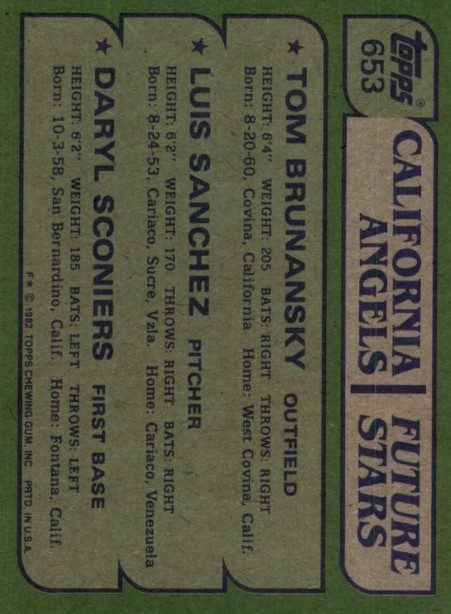 topps®
653
CALIFORNIA
ANGELS
FUTURE
STARS
★ TOM BRUNANSKY OUTFIELD
HEIGHT: 6'4" WEIGHT: 205 BATS: RIGHT THROWS: RIGHT
Born: 8-20-60, Covina, California Home: West Covina, Calif.
★ LUIS SANCHEZ PITCHER
HEIGHT: 6'2" WEIGHT: 170 THROWS: RIGHT BATS: RIGHT
Born: 8-24-53, Cariaco, Sucre, Vzla. Home: Cariaco, Venezuela
★ DARYL SCONIERS FIRST BASE
HEIGHT: 6'2" WEIGHT: 185 BATS: LEFT THROWS: LEFT
Born: 10-3-58, San Bernardino, Calif. Home: Fontana, Calif.
F* © 1982 TOPPS CHEWING GUM, INC. PRTD. IN U.S.A.